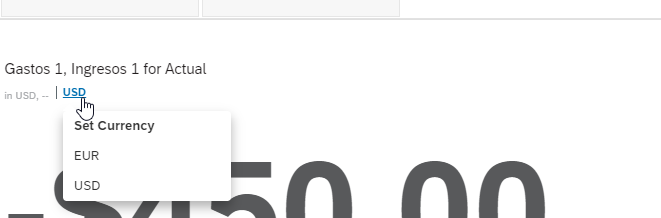 Gastos 1, Ingresos 1 for Actual
in USD, -- | USD
Set Currency
EUR
USD